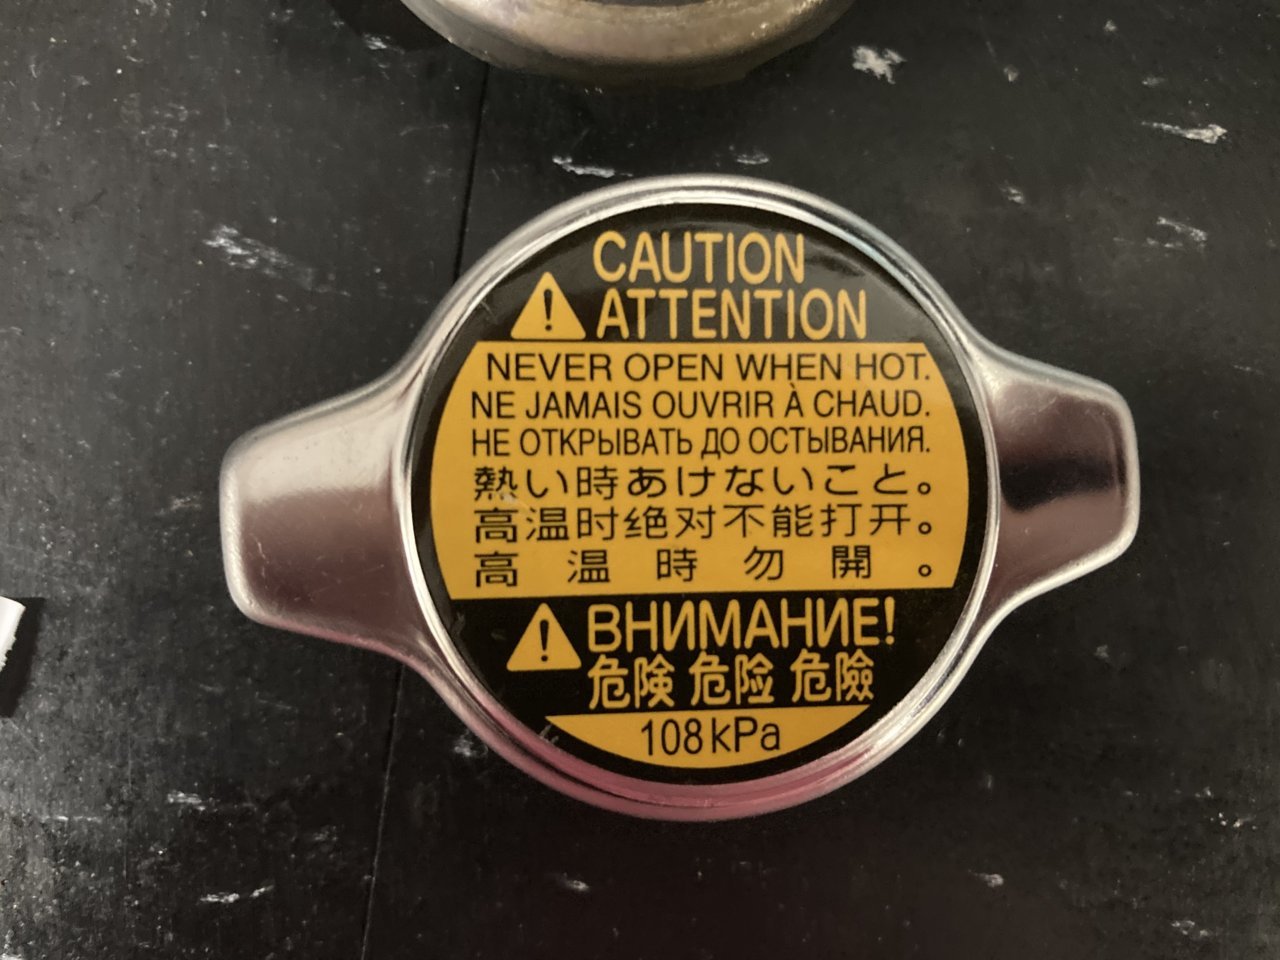 CAUTION
ATTENTION
NEVER OPEN WHEN HOT.
NE JAMAIS OUVRIR À CHAUD.
НЕ ОТКРЫВАТЬ ДО ОСТЫВАНИЯ.
熱い時あけないこと。
高温时绝对不能打开。
高温時勿開。
ВНИМАНИЕ!
危険 危险 危險
108kPa